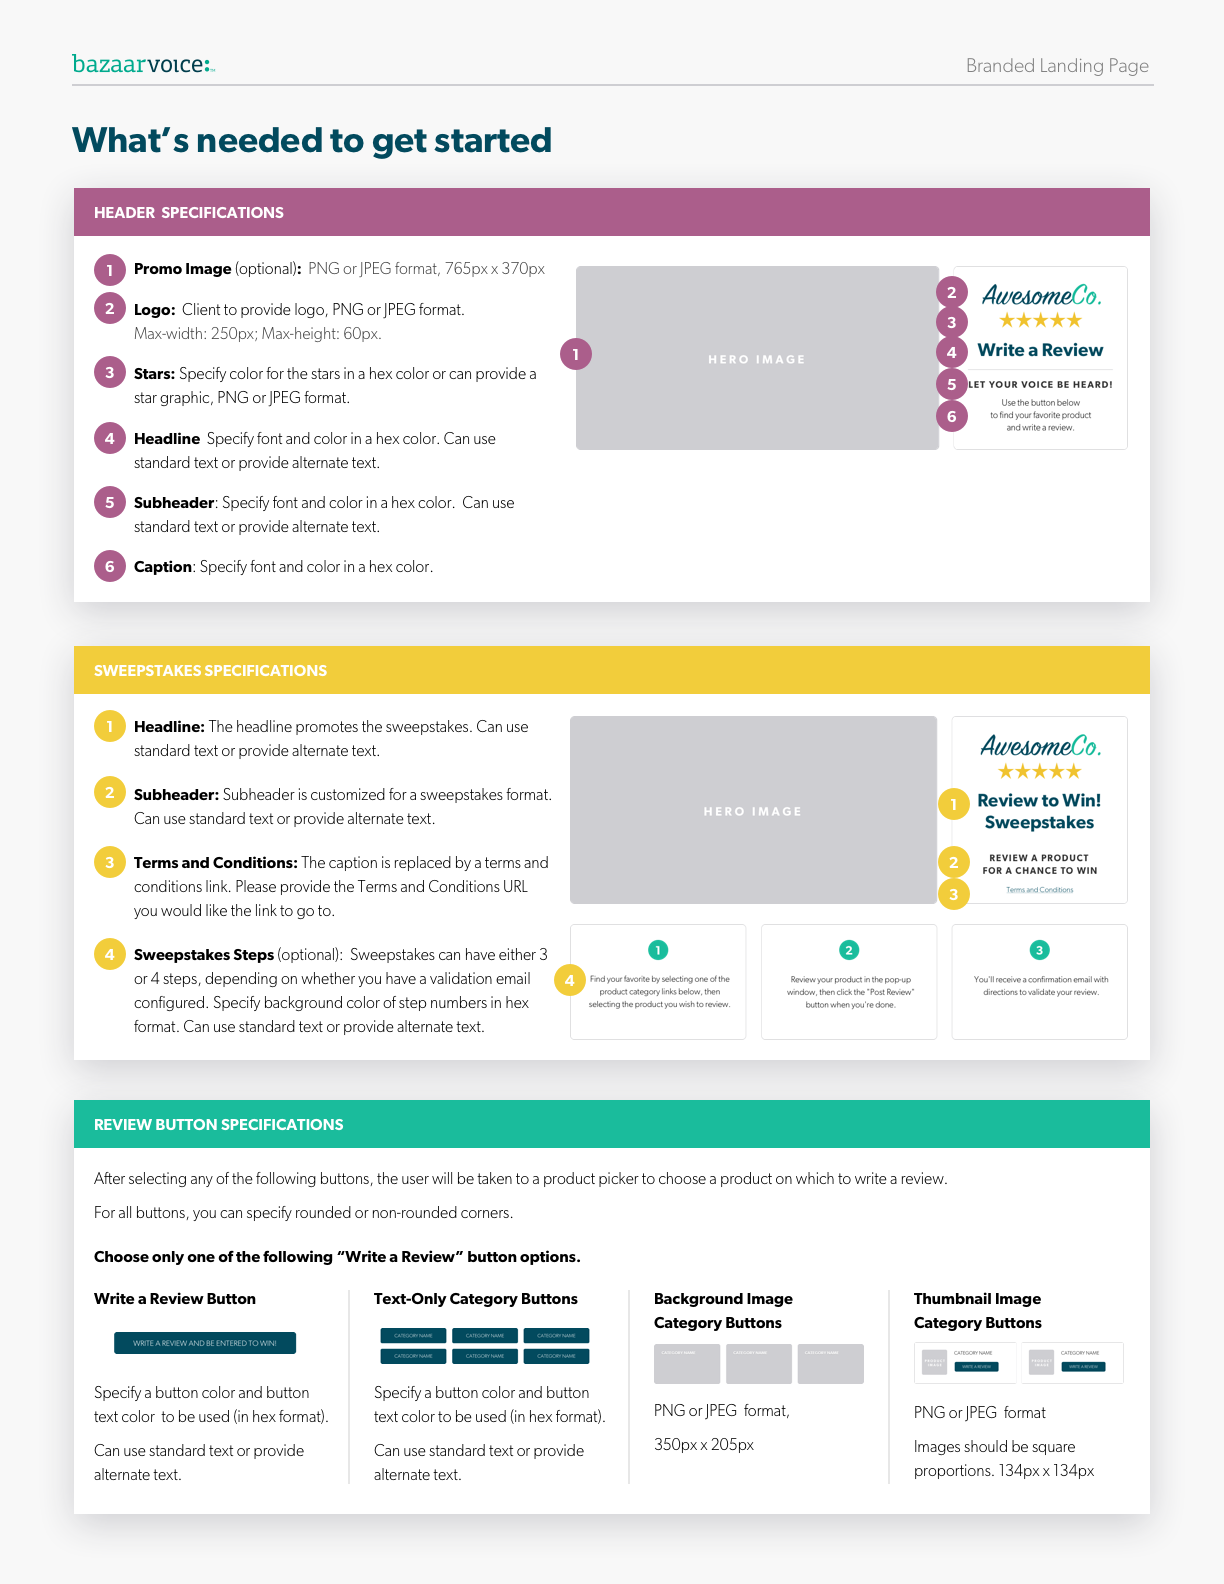 bazaarvoice:
Branded Landing Page
What's needed to get started
HEADER SPECIFICATIONS
1 Promo Image (optional): PNG or JPEG format, 765px x 370px
2 Logo: Client to provide logo, PNG or JPEG format.
Max-width: 250px; Max-height: 60px.
3 Stars: Specify color for the stars in a hex color or can provide a
star graphic, PNG or JPEG format.
4 Headline Specify font and color in a hex color. Can use
standard text or provide alternate text.
5 Subheader: Specify font and color in a hex color. Can use
standard text or provide alternate text.
6 Caption: Specify font and color in a hex color.
1
HERO IMAGE
2
3
4
5
6
AwesomeCo.
Write a Review
LET YOUR VOICE BE HEARD!
Use the button below
to find your favorite product
and write a review.
SWEEPSTAKES SPECIFICATIONS
1 Headline: The headline promotes the sweepstakes. Can use
standard text or provide alternate text.
2 Subheader: Subheader is customized for a sweepstakes format.
Can use standard text or provide alternate text.
3 Terms and Conditions: The caption is replaced by a terms and
conditions link. Please provide the Terms and Conditions URL
you would like the link to go to.
4 Sweepstakes Steps (optional): Sweepstakes can have either 3
or 4 steps, depending on whether you have a validation email
configured. Specify background color of step numbers in hex
format. Can use standard text or provide alternate text.
HERO IMAGE
AwesomeCo.
1 Review to Win!
Sweepstakes
2 REVIEW A PRODUCT
FOR A CHANCE TO WIN
3 Terms and Conditions
4
1
Find your favorite by selecting one of the
product category links below, then
selecting the product you wish to review.
2
Review your product in the pop-up
window, then click the "Post Review"
button when you're done.
3
You'll receive a confirmation email with
directions to validate your review.
REVIEW BUTTON SPECIFICATIONS
After selecting any of the following buttons, the user will be taken to a product picker to choose a product on which to write a review.
For all buttons, you can specify rounded or non-rounded corners.
Choose only one of the following “Write a Review” button options.
Write a Review Button
WRITE A REVIEW AND BE ENTERED TO WIN!
Specify a button color and button
text color to be used (in hex format).
Can use standard text or provide
alternate text.
Text-Only Category Buttons
CATEGORY NAME CATEGORY NAME CATEGORY NAME
CATEGORY NAME CATEGORY NAME CATEGORY NAME
Specify a button color and button
text color to be used (in hex format).
Can use standard text or provide
alternate text.
Background Image
Category Buttons
CATEGORY NAME CATEGORY NAME CATEGORY NAME
PNG or JPEG format,
350px x 205px
Thumbnail Image
Category Buttons
PRODUCT
IMAGE
CATEGORY NAME
WRITE A REVIEW
PRODUCT
IMAGE
CATEGORY NAME
WRITE A REVIEW
PNG or JPEG format
Images should be square
proportions. 134px x 134px